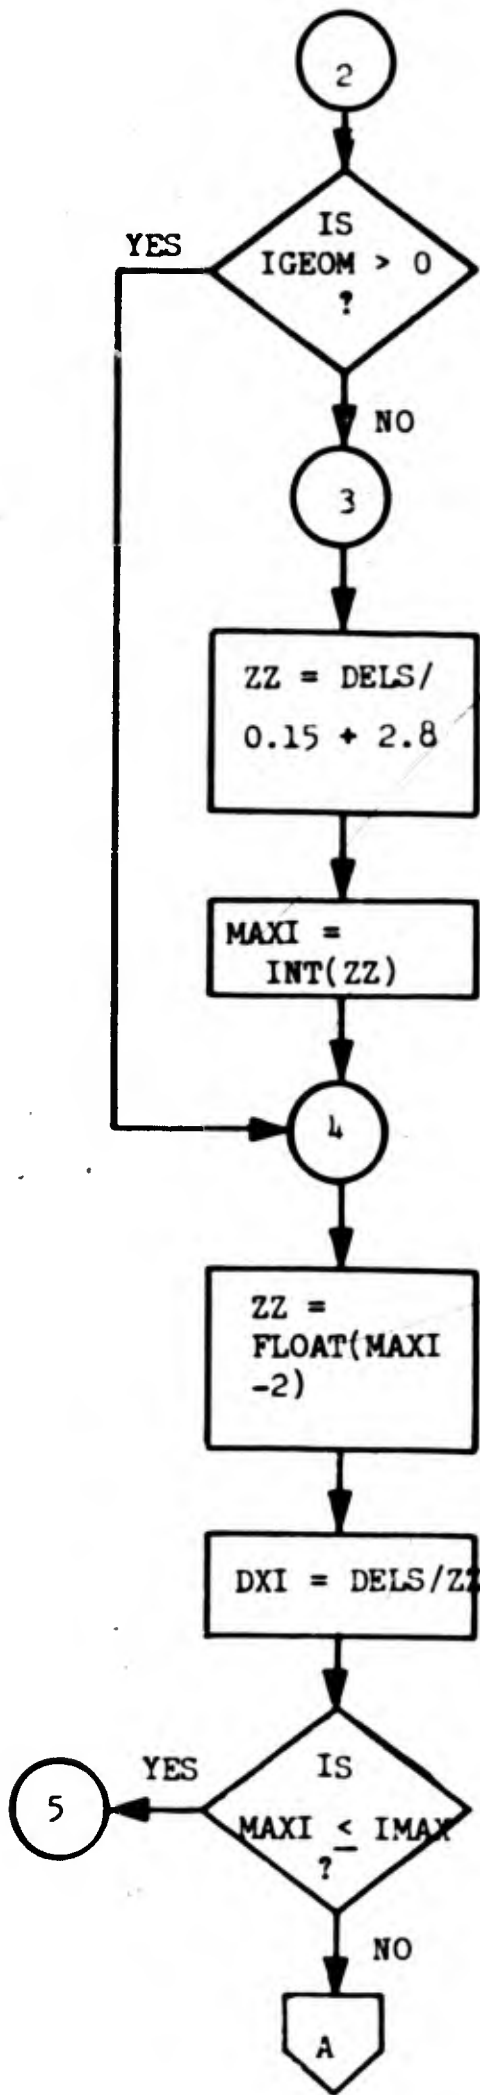 2
IS
YES
IGEOM > 0
?
NO
3
ZZ = DELS/
0.15 + 2.8
MAXI =
INT(ZZ)
4
ZZ =
FLOAT(MAXI
-2)
DXI = DELS/ZZ
YES
IS
5
MAXI ≤ IMAX
?
NO
A